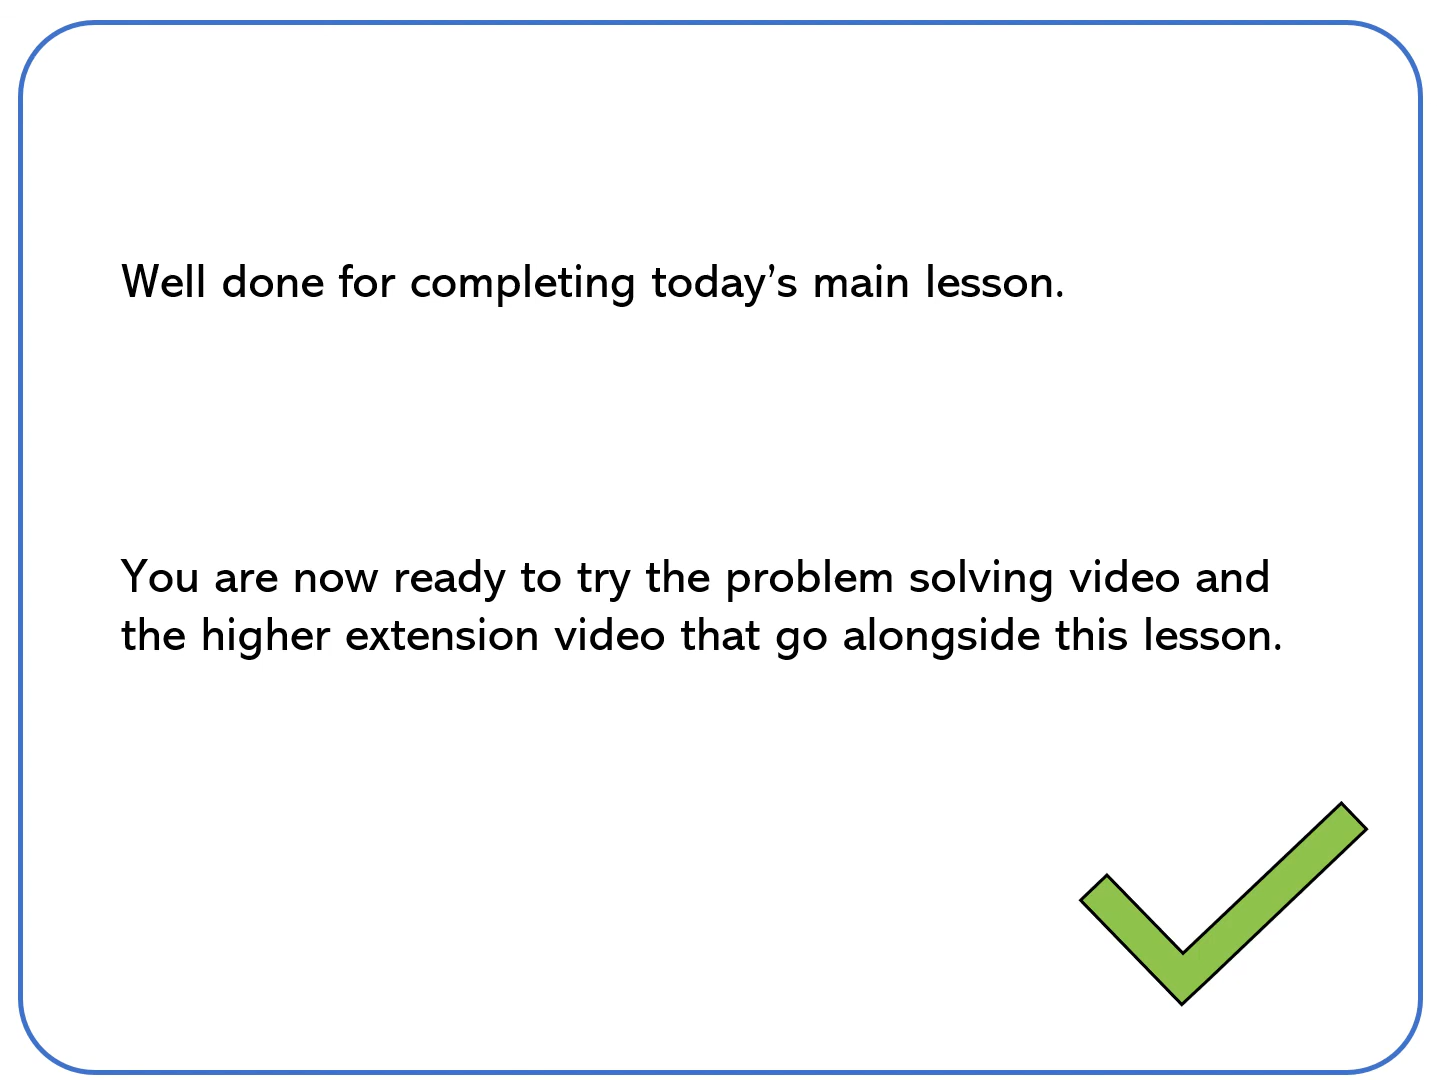 Well done for completing today’s main lesson.
You are now ready to try the problem solving video and
the higher extension video that go alongside this lesson.